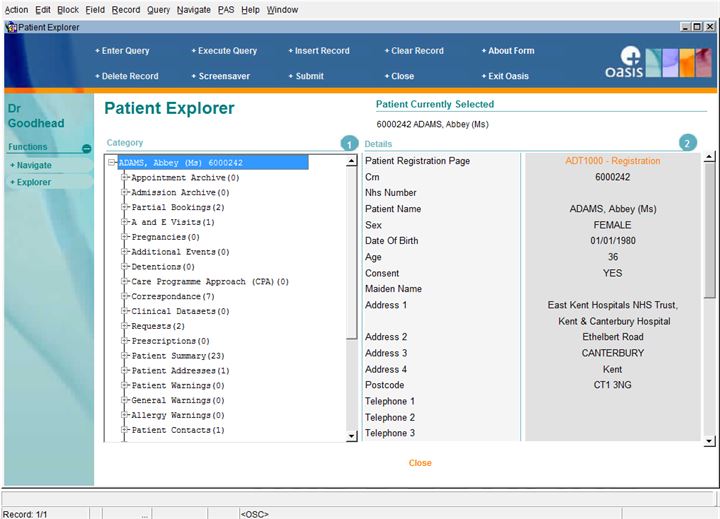 Action Edit Block Field Record Query Navigate PAS Help Window
Patient Explorer
+ Enter Query + Execute Query + Insert Record + Clear Record + About Form
+ Delete Record + Screensaver + Submit + Close + Exit Oasis
OASIS
Dr Goodhead
Functions
+ Navigate
+ Explorer
Patient Explorer
Patient Currently Selected
6000242 ADAMS, Abbey (Ms)
Category 1
ADAMS, Abbey (Ms) 6000242
Appointment Archive(0)
Admission Archive(0)
Partial Bookings(2)
A and E Visits(1)
Pregnancies(0)
Additional Events(0)
Detentions(0)
Care Programme Approach (CPA)(0)
Correspondance(7)
Clinical Datasets(0)
Requests(2)
Prescriptions(0)
Patient Summary(23)
Patient Addresses(1)
Patient Warnings(0)
General Warnings(0)
Allergy Warnings(0)
Patient Contacts(1)
Details 2
Patient Registration Page ADT1000 - Registration
Crn 6000242
Nhs Number
Patient Name ADAMS, Abbey (Ms)
Sex FEMALE
Date Of Birth 01/01/1980
Age 36
Consent YES
Maiden Name
Address 1 East Kent Hospitals NHS Trust,
Kent & Canterbury Hospital
Address 2 Ethelbert Road
Address 3 CANTERBURY
Address 4 Kent
Postcode CT1 3NG
Telephone 1
Telephone 2
Telephone 3
Close
Record: 1/1 ... <OSC>